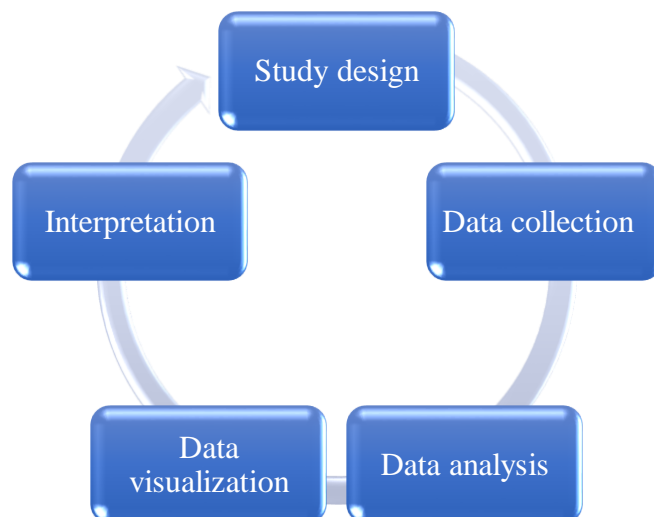 Study design
Data collection
Data analysis
Data
visualization
Interpretation